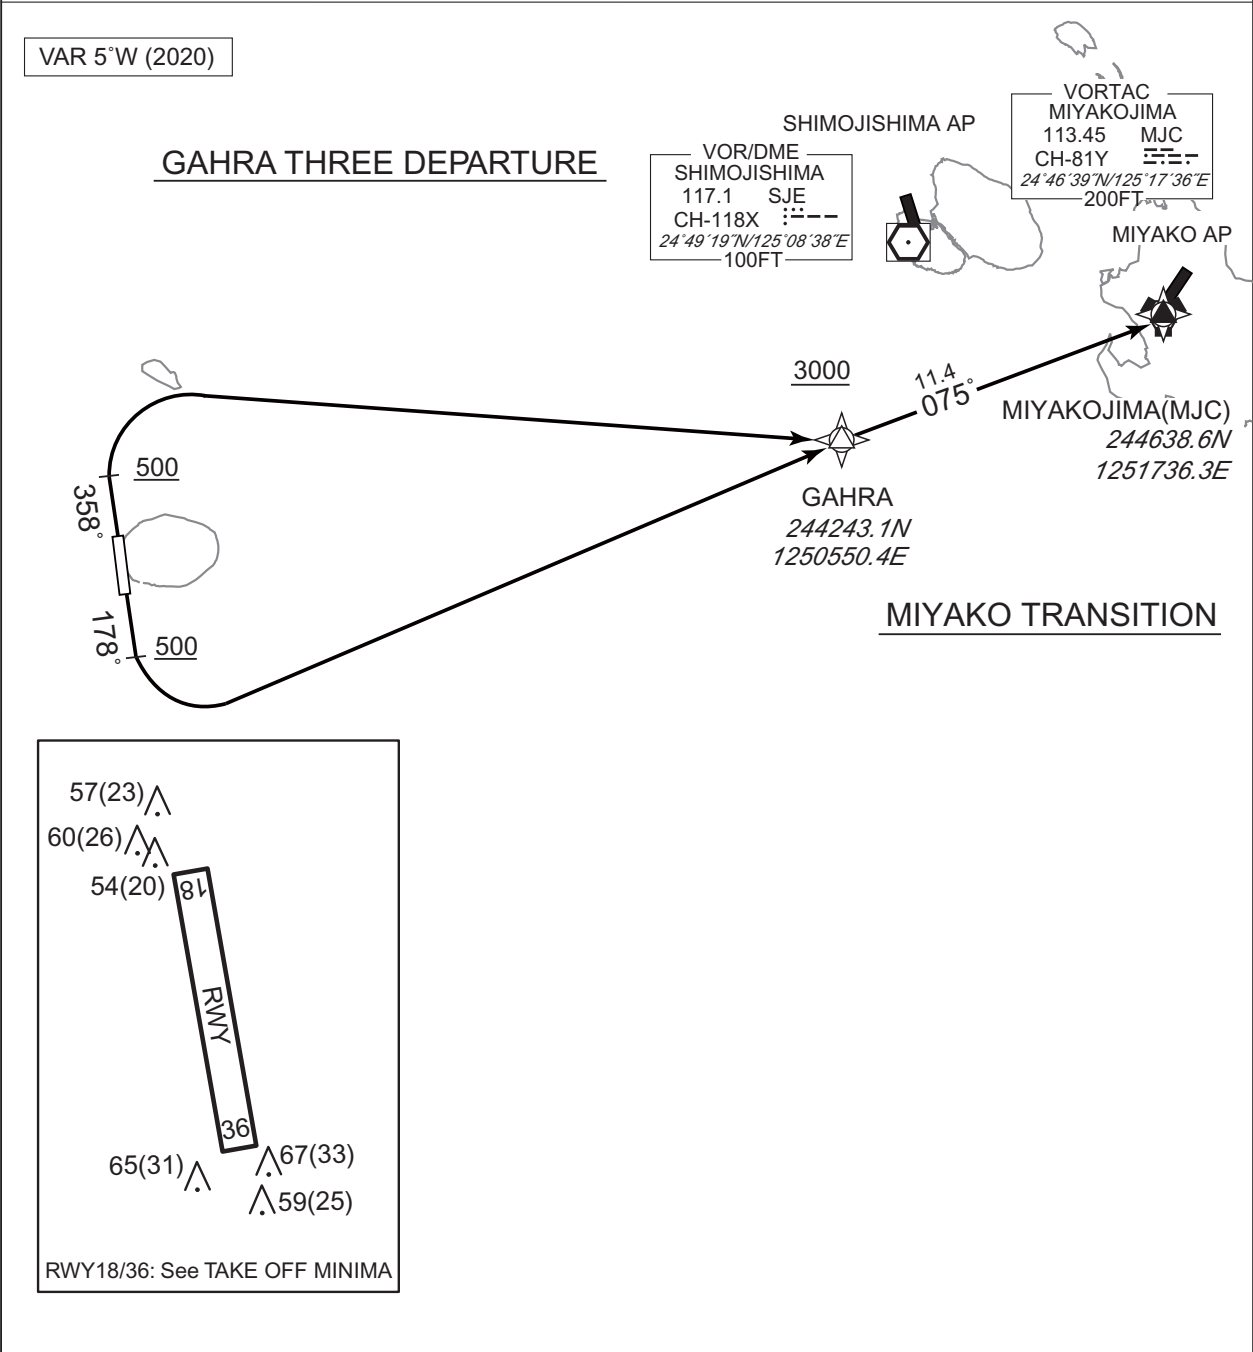 VAR 5˚W (2020)
GAHRA THREE DEPARTURE
SHIMOJISHIMA AP
VOR/DME
SHIMOJISHIMA
117.1 SJE
CH-118X
24˚49´19˝N/125˚08´38˝E
100FT
VORTAC
MIYAKOJIMA
113.45 MJC
CH-81Y
24˚46´39˝N/125˚17´36˝E
200FT
MIYAKO AP
3000
11.4
075˚
MIYAKOJIMA(MJC)
244638.6N
1251736.3E
500
358˚
GAHRA
244243.1N
1250550.4E
178˚
500
MIYAKO TRANSITION
57(23)
60(26)
54(20)
18
RWY
36
65(31)
67(33)
59(25)
RWY18/36: See TAKE OFF MINIMA